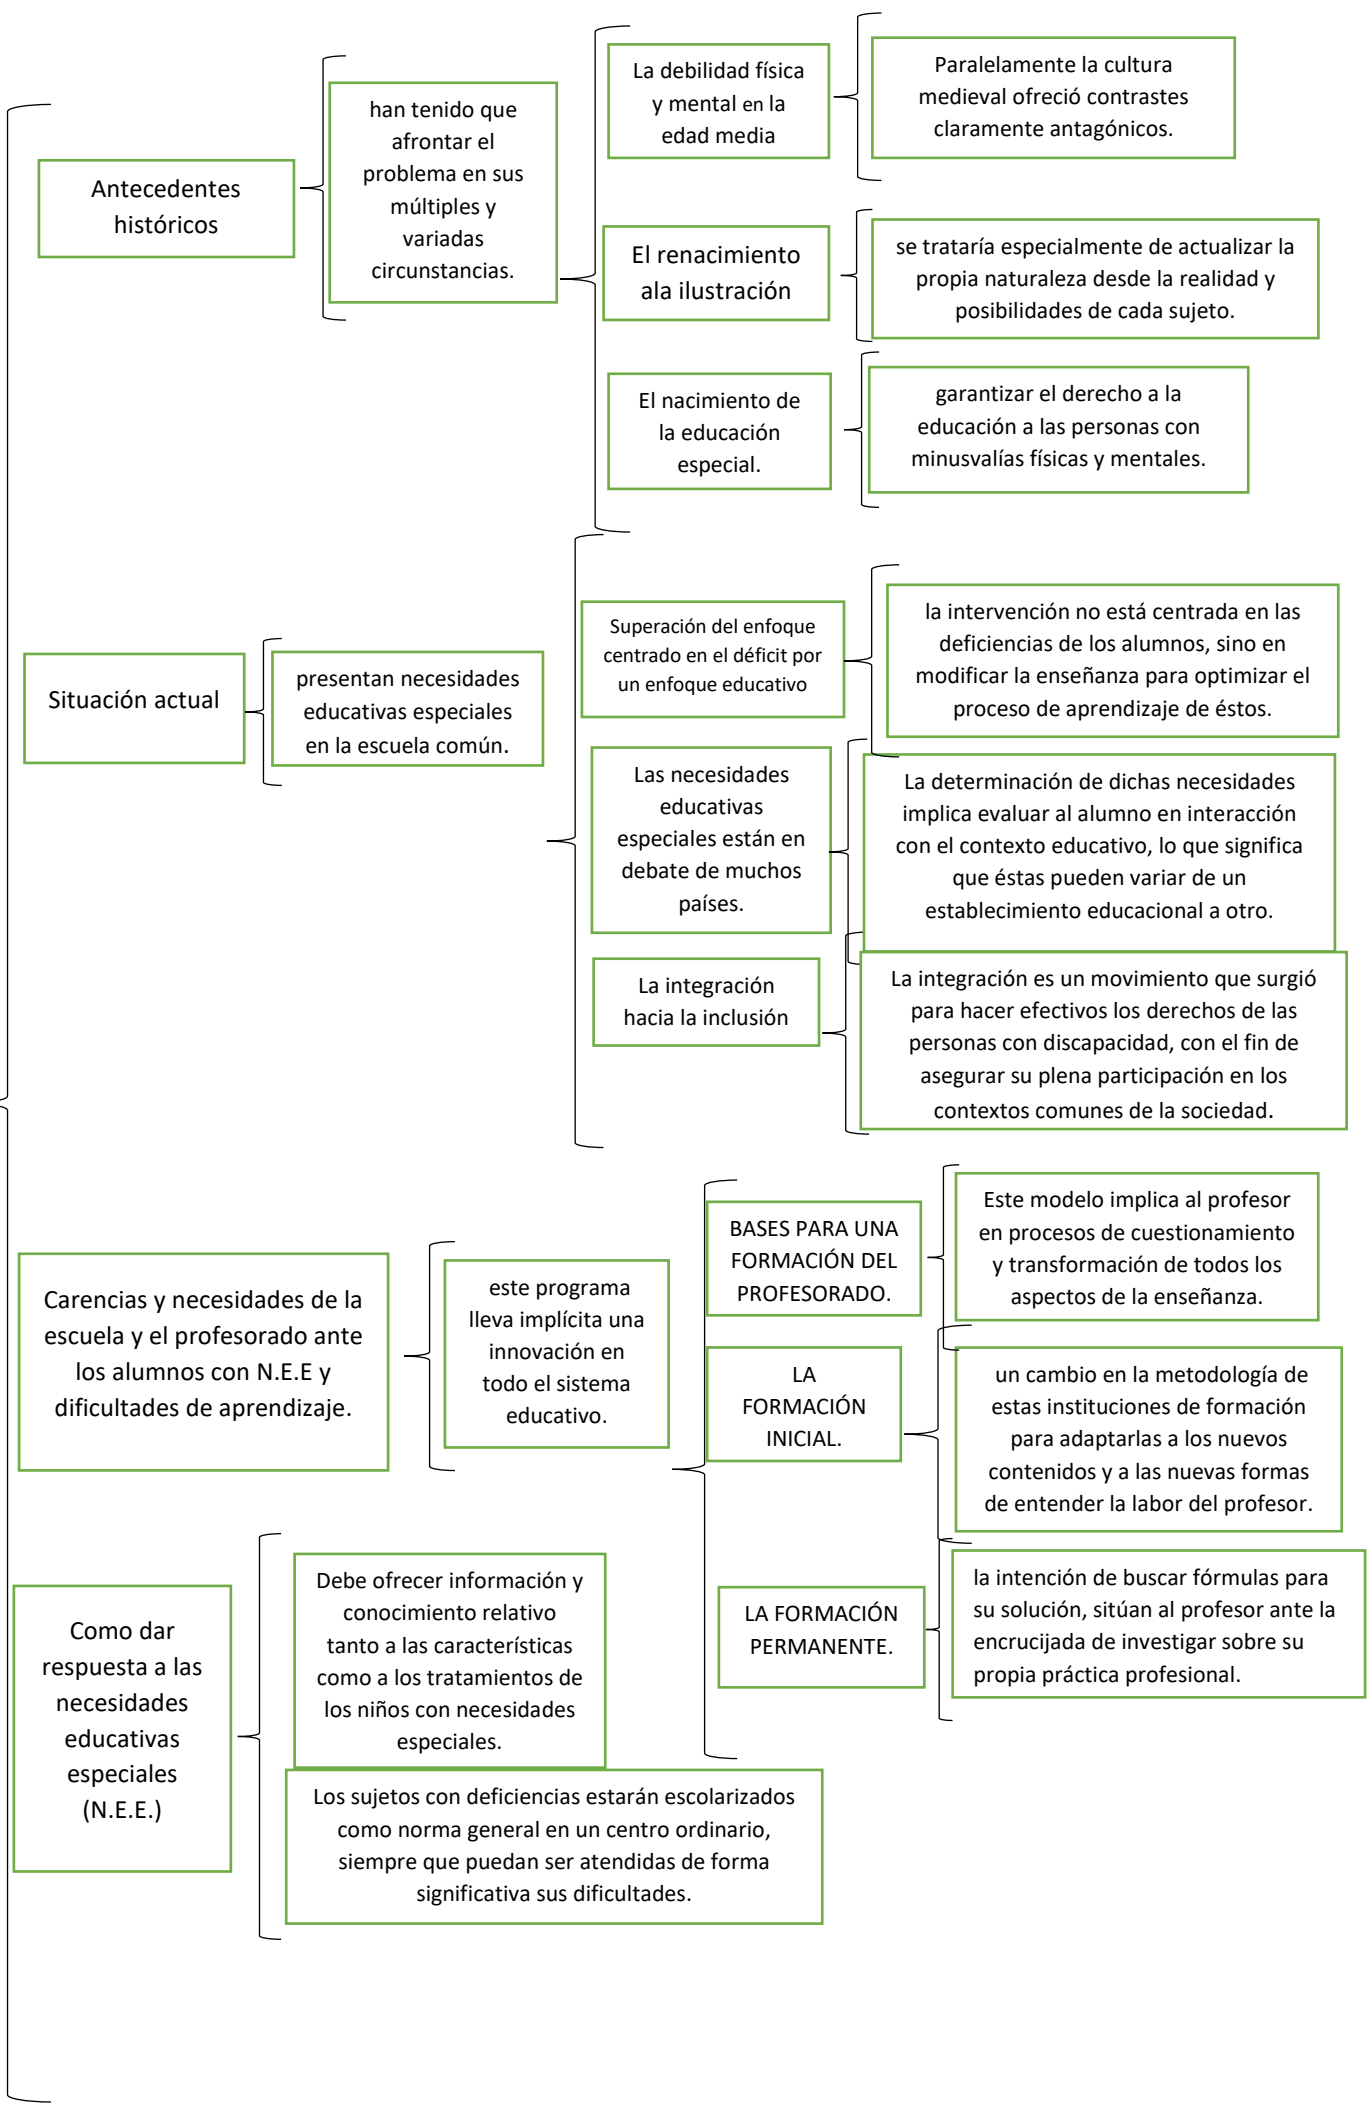 Antecedentes
históricos
han tenido que
afrontar el
problema en sus
múltiples y
variadas
circunstancias.
La debilidad física
y mental en la
edad media
Paralelamente la cultura
medieval ofreció contrastes
claramente antagónicos.
El renacimiento
ala ilustración
se trataría especialmente de actualizar la
propia naturaleza desde la realidad y
posibilidades de cada sujeto.
El nacimiento de
la educación
especial.
garantizar el derecho a la
educación a las personas con
minusvalías físicas y mentales.
Situación actual
presentan necesidades
educativas especiales
en la escuela común.
Superación del enfoque
centrado en el déficit por
un enfoque educativo
la intervención no está centrada en las
deficiencias de los alumnos, sino en
modificar la enseñanza para optimizar el
proceso de aprendizaje de éstos.
Las necesidades
educativas
especiales están en
debate de muchos
países.
La determinación de dichas necesidades
implica evaluar al alumno en interacción
con el contexto educativo, lo que significa
que éstas pueden variar de un
establecimiento educacional a otro.
La integración
hacia la inclusión
La integración es un movimiento que surgió
para hacer efectivos los derechos de las
personas con discapacidad, con el fin de
asegurar su plena participación en los
contextos comunes de la sociedad.
Carencias y necesidades de la
escuela y el profesorado ante
los alumnos con N.E.E y
dificultades de aprendizaje.
este programa
lleva implícita una
innovación en
todo el sistema
educativo.
BASES PARA UNA
FORMACIÓN DEL
PROFESORADO.
Este modelo implica al profesor
en procesos de cuestionamiento
y transformación de todos los
aspectos de la enseñanza.
LA
FORMACIÓN
INICIAL.
un cambio en la metodología de
estas instituciones de formación
para adaptarlas a los nuevos
contenidos y a las nuevas formas
de entender la labor del profesor.
LA FORMACIÓN
PERMANENTE.
la intención de buscar fórmulas para
su solución, sitúan al profesor ante la
encrucijada de investigar sobre su
propia práctica profesional.
Como dar
respuesta a las
necesidades
educativas
especiales
(N.E.E.)
Debe ofrecer información y
conocimiento relativo
tanto a las características
como a los tratamientos de
los niños con necesidades
especiales.
Los sujetos con deficiencias estarán escolarizados
como norma general en un centro ordinario,
siempre que puedan ser atendidas de forma
significativa sus dificultades.